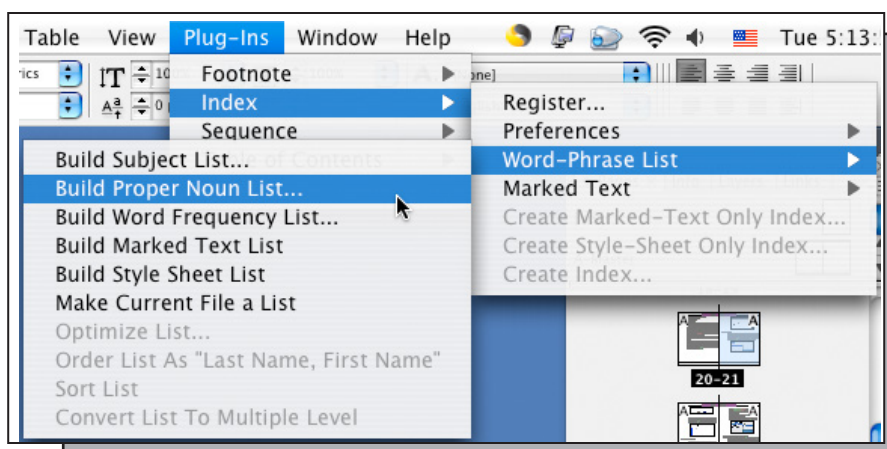 Table View Plug-Ins Window Help Tue 5:13:
ics
Footnote
Index
Sequence
Contents
Register...
Preferences
Word-Phrase List
Marked Text
Create Marked-Text Only Index...
Create Style-Sheet Only Index...
Create Index...
Build Subject List...
Build Proper Noun List...
Build Word Frequency List...
Build Marked Text List
Build Style Sheet List
Make Current File a List
Optimize List...
Order List As "Last Name, First Name"
Sort List
Convert List To Multiple Level
A A
20-21
A A